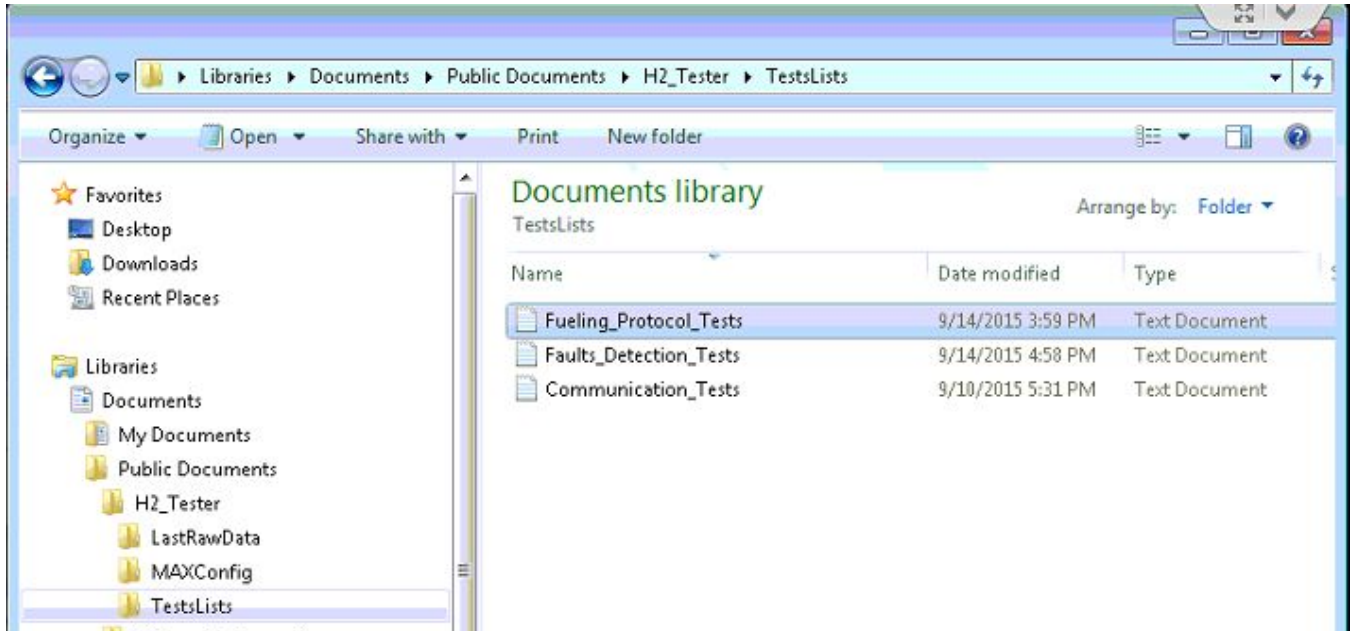 Libraries Documents Public Documents H2_Tester TestsLists
Organize Open Share with Print New folder
Favorites
Desktop
Downloads
Recent Places
Libraries
Documents
My Documents
Public Documents
H2_Tester
LastRawData
MAXConfig
TestsLists
Documents library
TestsLists
Arrange by: Folder
Name Date modified Type
Fueling_Protocol_Tests 9/14/2015 3:59 PM Text Document
Faults_Detection_Tests 9/14/2015 4:58 PM Text Document
Communication_Tests 9/10/2015 5:31 PM Text Document